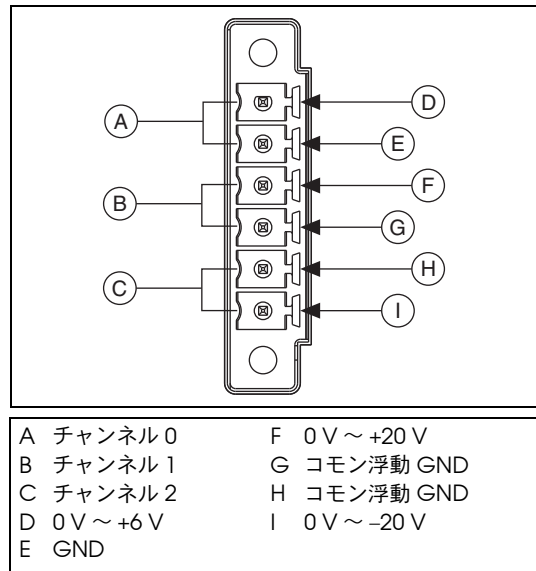 A
B
C
D
E
F
G
H
I
A チャンネル 0
B チャンネル 1
C チャンネル 2
D 0 V ～ +6 V
E GND
F 0 V ～ +20 V
G コモン浮動 GND
H コモン浮動 GND
I 0 V ～ –20 V